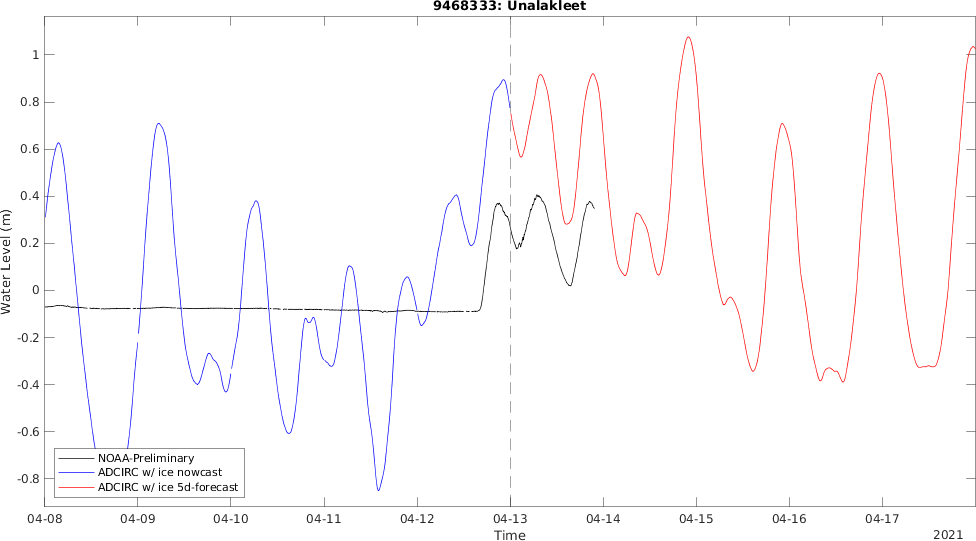 9468333: Unalakleet
Water Level (m)
1
0.8
0.6
0.4
0.2
0
-0.2
-0.4
-0.6
-0.8
NOAA-Preliminary
ADCIRC w/ ice nowcast
ADCIRC w/ ice 5d-forecast
04-08 04-09 04-10 04-11 04-12 04-13 04-14 04-15 04-16 04-17
Time
2021